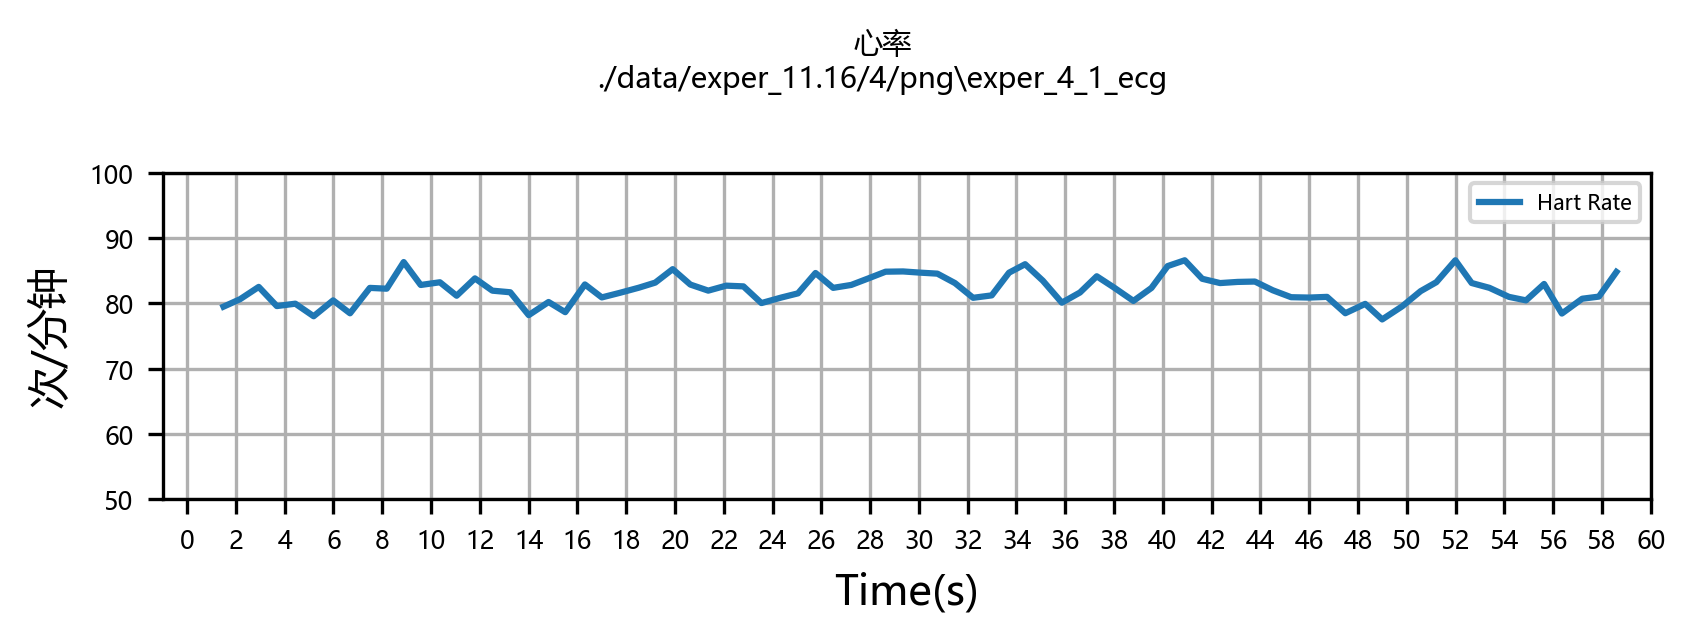 心率
./data/exper_11.16/4/png\exper_4_1_ecg
Hart Rate
次/分钟
100
90
80
70
60
50
0 2 4 6 8 10 12 14 16 18 20 22 24 26 28 30 32 34 36 38 40 42 44 46 48 50 52 54 56 58 60
Time(s)